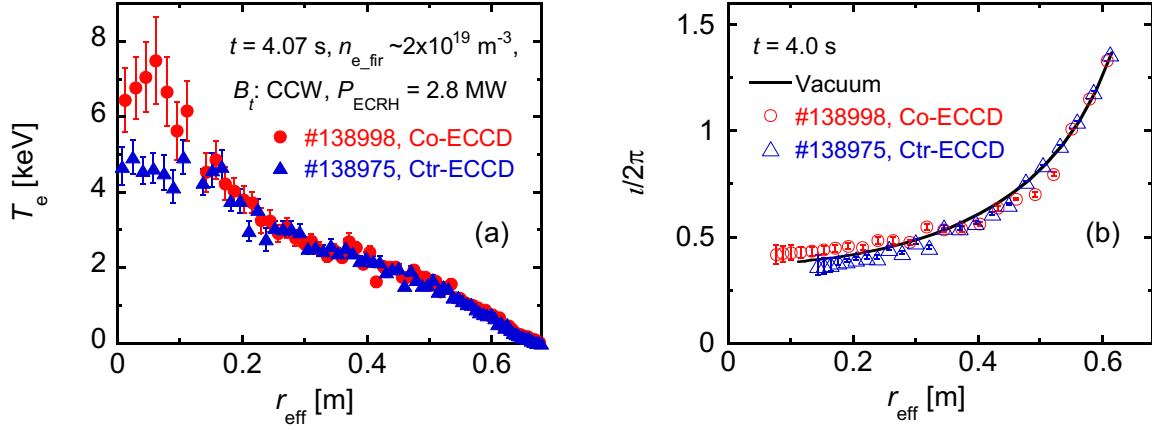 t = 4.07 s, n_e_fir ~2x10^19 m^-3,
B_t: CCW, P_ECRH = 2.8 MW
#138998, Co-ECCD
#138975, Ctr-ECCD
(a)
T_e [keV]
8
6
4
2
0
0 0.2 0.4 0.6
r_eff [m]
t = 4.0 s
Vacuum
#138998, Co-ECCD
#138975, Ctr-ECCD
(b)
ι/2π
1.5
1
0.5
0
0 0.2 0.4 0.6
r_eff [m]